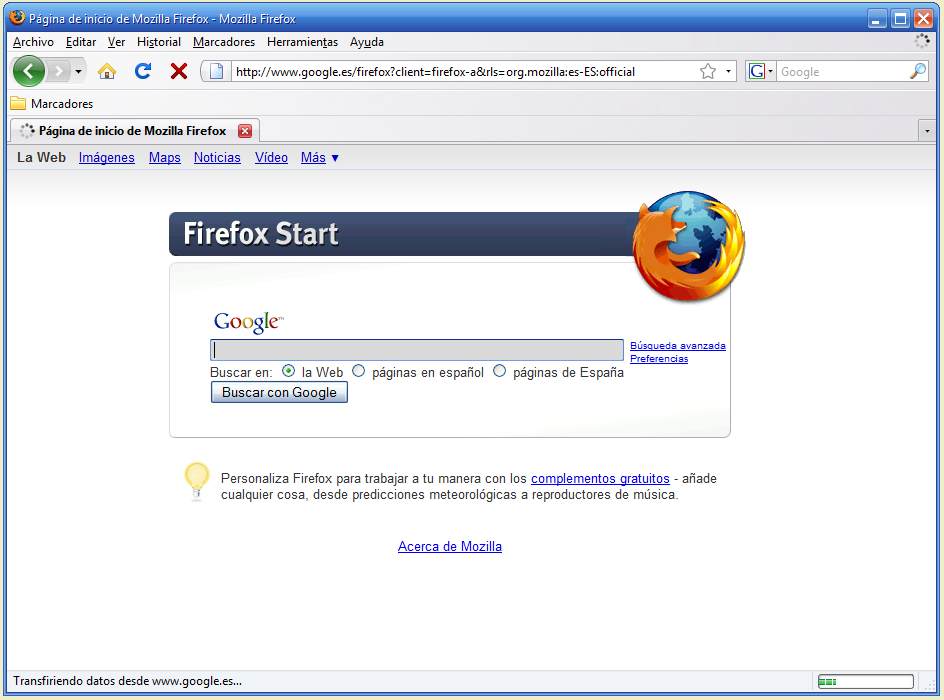 Página de inicio de Mozilla Firefox - Mozilla Firefox
Archivo Editar Ver Historial Marcadores Herramientas Ayuda
http://www.google.es/firefox?client=firefox-a&rls=org.mozilla:es-ES:official G Google
Marcadores
Página de inicio de Mozilla Firefox
La Web Imágenes Maps Noticias Vídeo Más ▼
Firefox Start
Google™
Búsqueda avanzada
Preferencias
Buscar en: la Web páginas en español páginas de España
Buscar con Google
Personaliza Firefox para trabajar a tu manera con los complementos gratuitos - añade
cualquier cosa, desde predicciones meteorológicas a reproductores de música.
Acerca de Mozilla
Transfiriendo datos desde www.google.es...